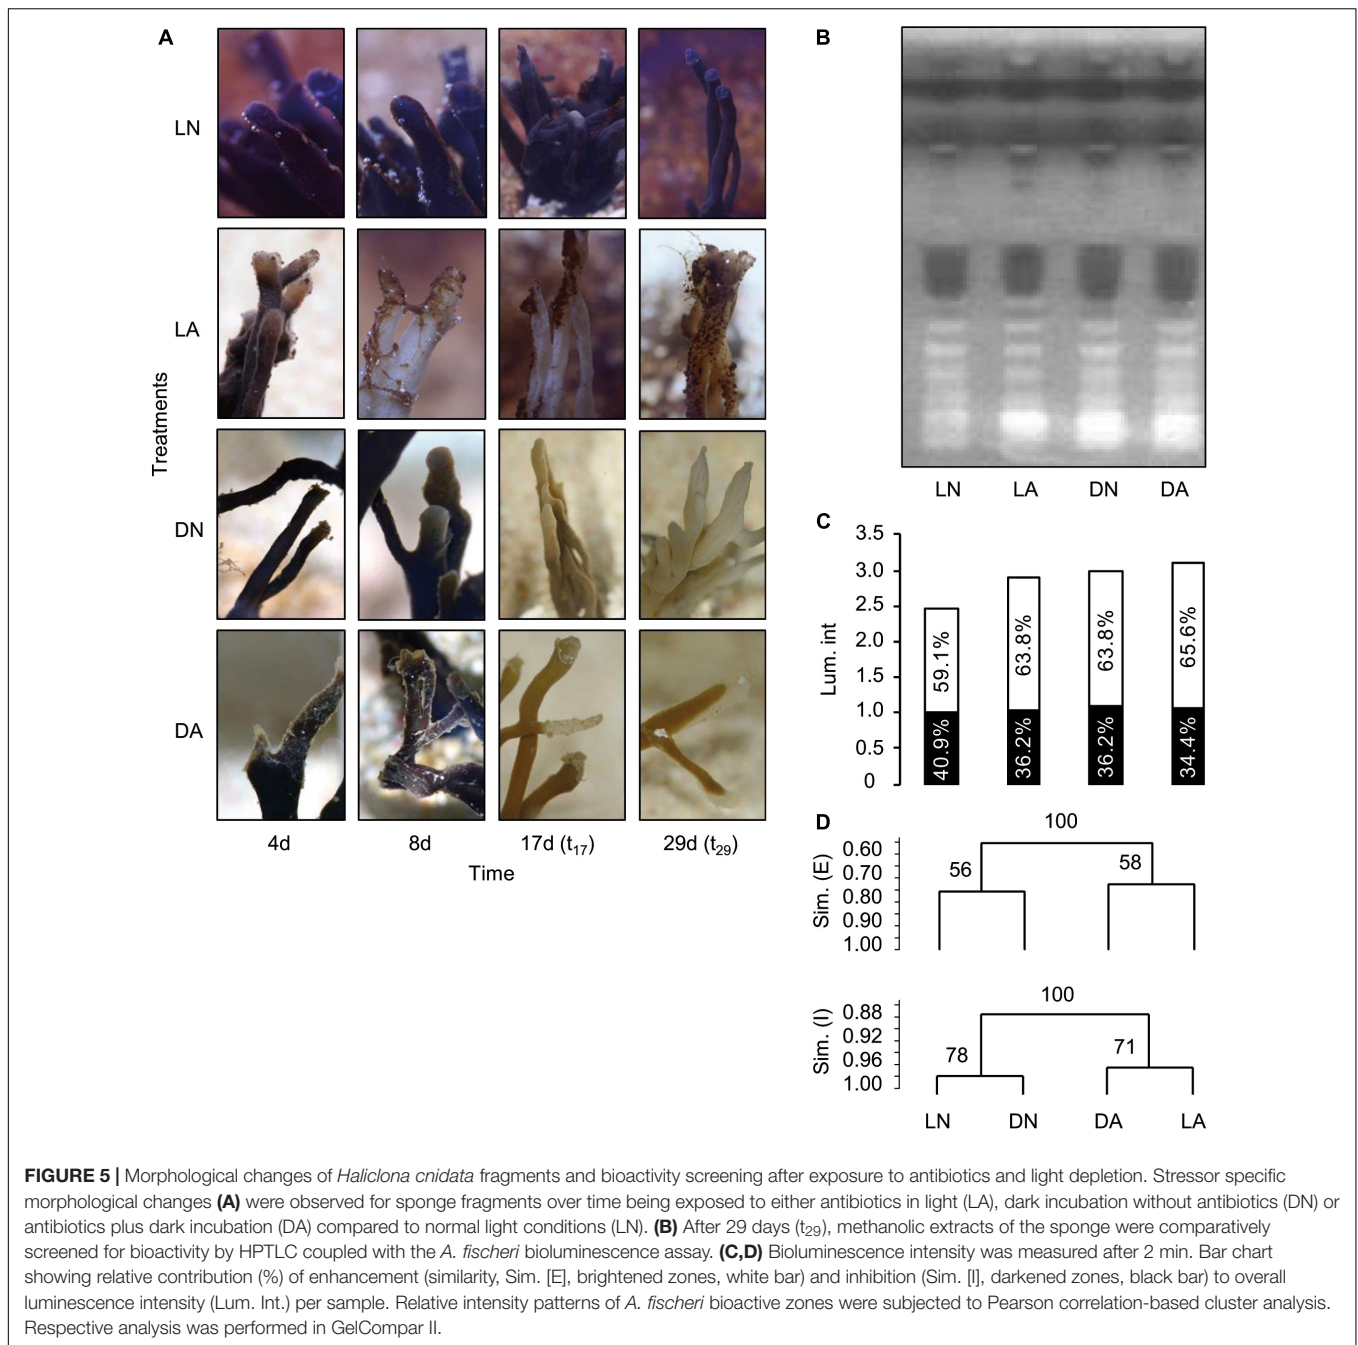 A
LN
LA
DN
DA
Treatments
4d
8d
17d (t17)
29d (t29)
Time
B
LN
LA
DN
DA
C
3.5
3.0
2.5
2.0
1.5
1.0
0.5
0
Lum. int
59.1%
40.9%
63.8%
36.2%
63.8%
36.2%
65.6%
34.4%
D
100
56
58
0.60
0.70
0.80
0.90
1.00
Sim. (E)
100
78
71
0.88
0.92
0.96
1.00
Sim. (I)
LN
DN
DA
LA
FIGURE 5 | Morphological changes of Haliclona cnidata fragments and bioactivity screening after exposure to antibiotics and light depletion. Stressor specific
morphological changes (A) were observed for sponge fragments over time being exposed to either antibiotics in light (LA), dark incubation without antibiotics (DN) or
antibiotics plus dark incubation (DA) compared to normal light conditions (LN). (B) After 29 days (t29), methanolic extracts of the sponge were comparatively
screened for bioactivity by HPTLC coupled with the A. fischeri bioluminescence assay. (C,D) Bioluminescence intensity was measured after 2 min. Bar chart
showing relative contribution (%) of enhancement (similarity, Sim. [E], brightened zones, white bar) and inhibition (Sim. [I], darkened zones, black bar) to overall
luminescence intensity (Lum. Int.) per sample. Relative intensity patterns of A. fischeri bioactive zones were subjected to Pearson correlation-based cluster analysis.
Respective analysis was performed in GelCompar II.